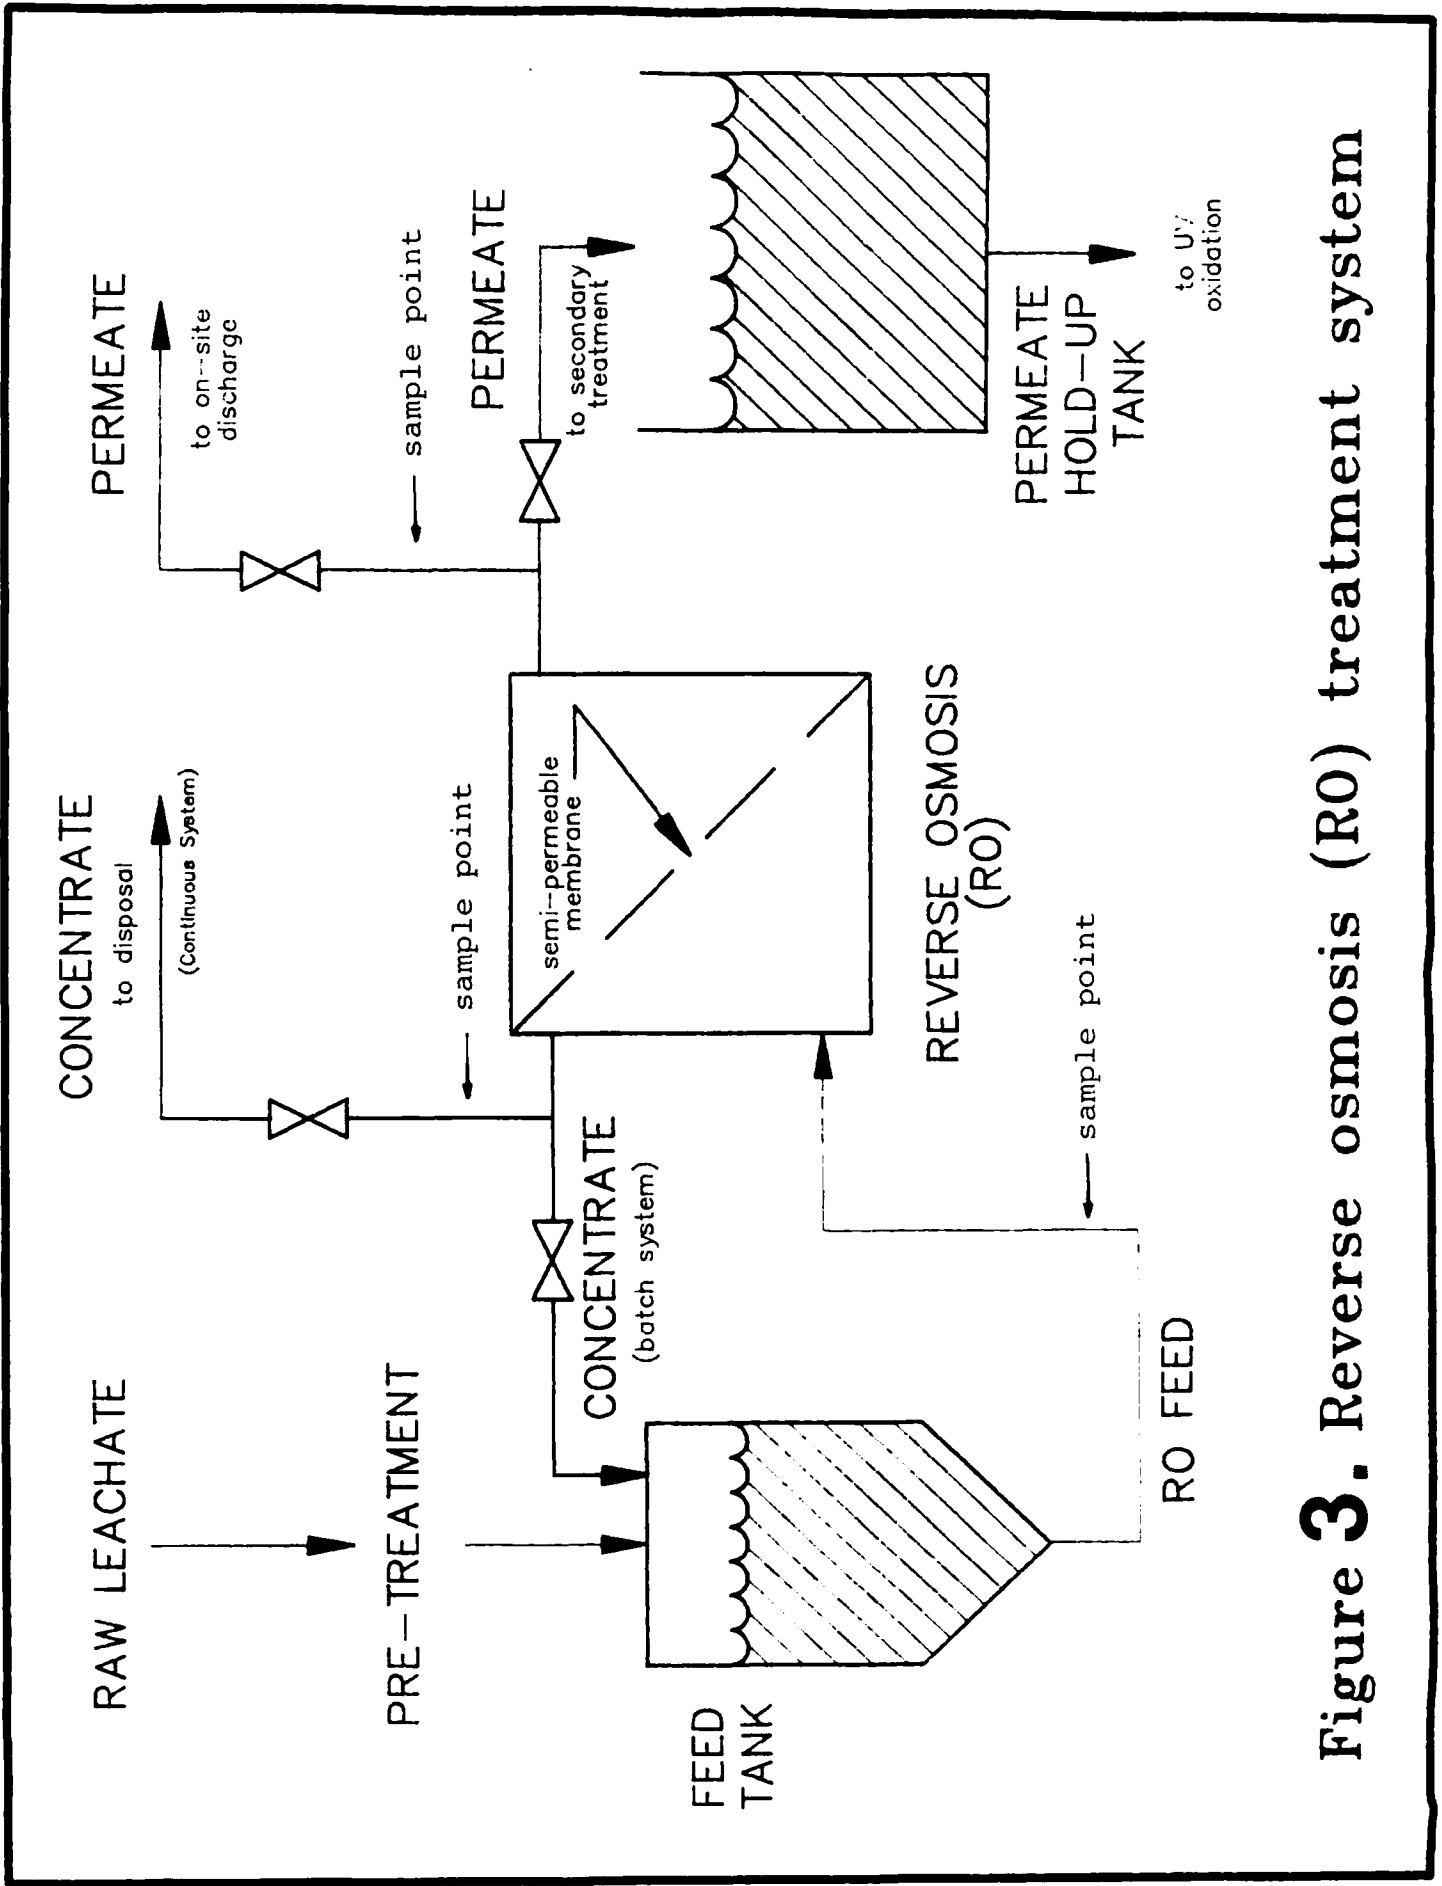 RAW LEACHATE
PRE-TREATMENT
FEED
TANK
CONCENTRATE
to disposal
(Continuous System)
sample point
CONCENTRATE
(batch system)
RO FEED
sample point
semi--permeable
membrane
REVERSE OSMOSIS
(RO)
PERMEATE
to on--site
discharge
sample point
PERMEATE
to secondary
treatment
PERMEATE
HOLD-UP
TANK
to UV
oxidation
Figure 3. Reverse osmosis (RO) treatment system